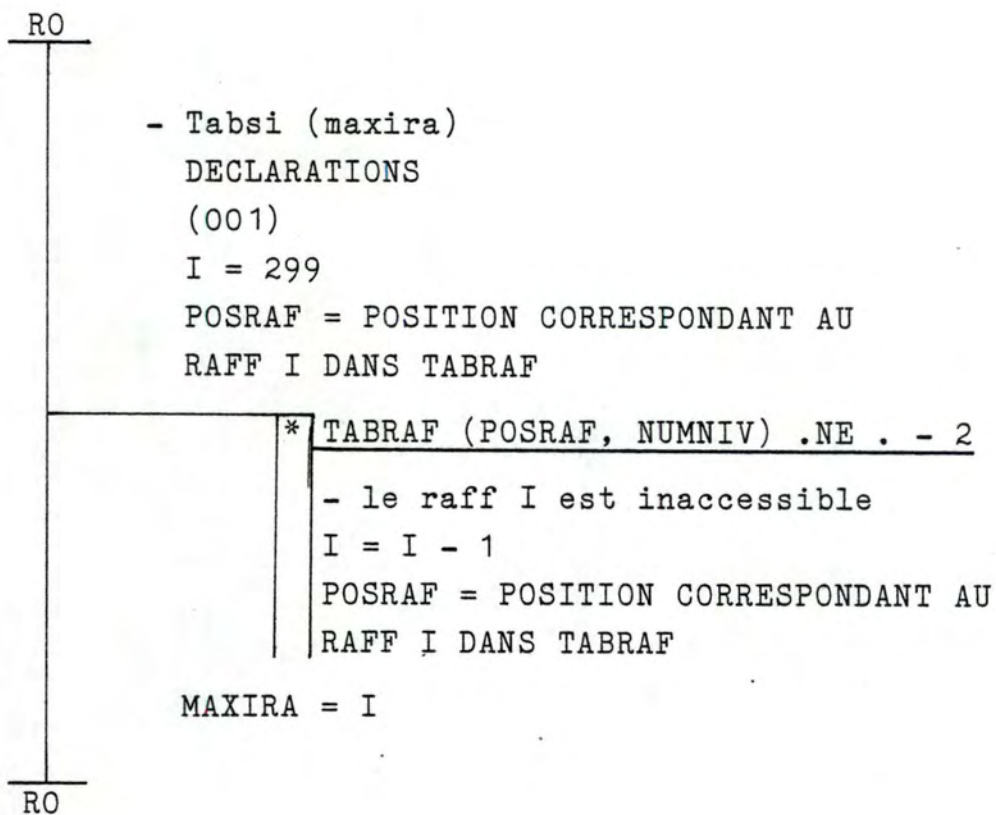 RO
- Tabsi (maxira)
DECLARATIONS
(001)
I = 299
POSRAF = POSITION CORRESPONDANT AU
RAFF I DANS TABRAF
* TABRAF (POSRAF, NUMNIV) .NE . - 2
- le raff I est inaccessible
I = I - 1
POSRAF = POSITION CORRESPONDANT AU
RAFF I DANS TABRAF
MAXIRA = I
RO